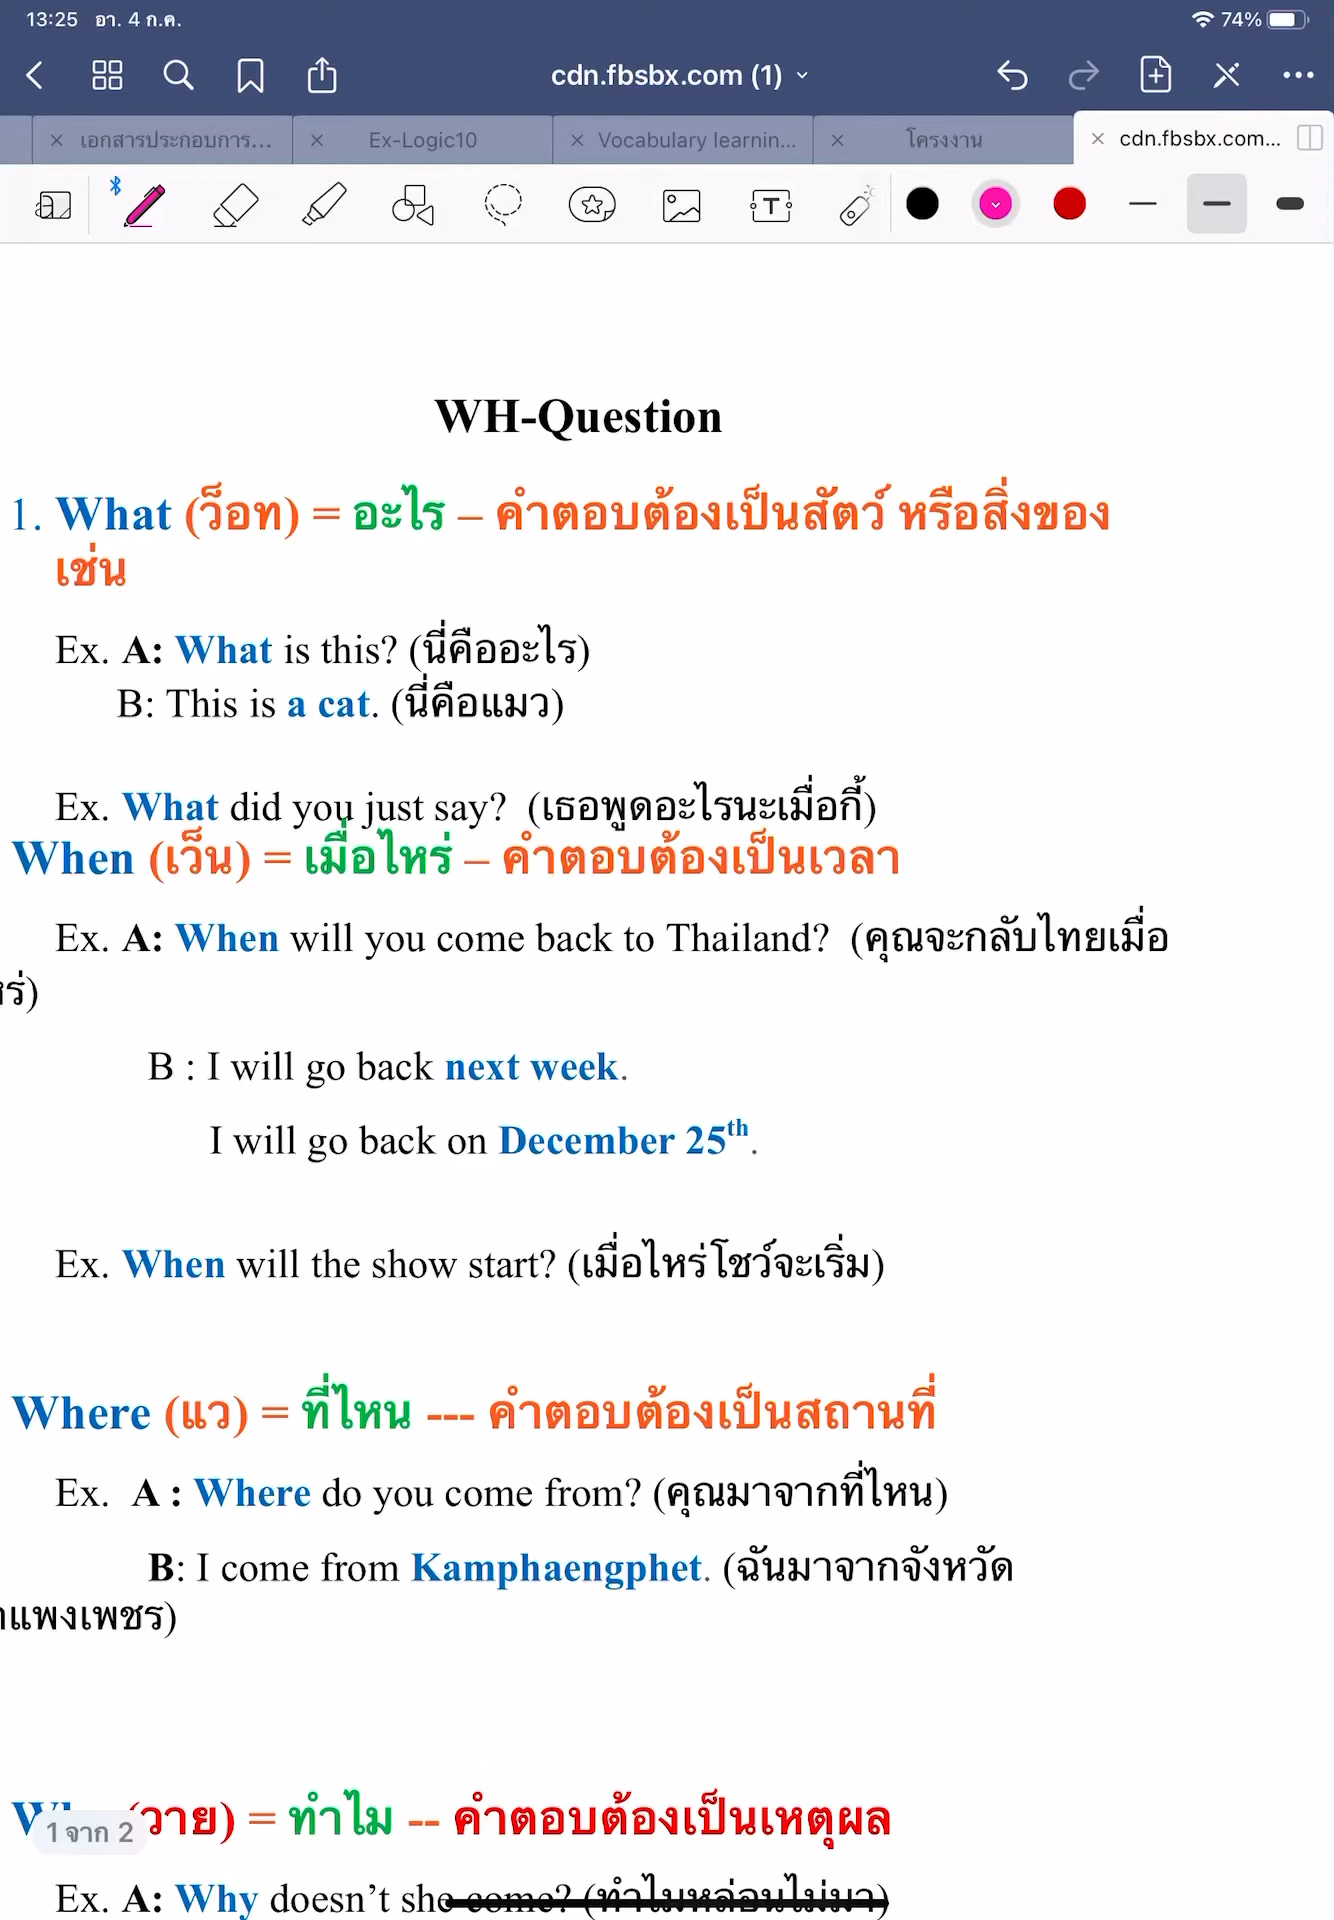 13:25 อา. 4 ก.ค. 74%
cdn.fbsbx.com (1)
เอกสารประกอบการ... Ex-Logic10 Vocabulary learnin... โครงงาน cdn.fbsbx.com...
WH-Question
1. What (ว็อท) = อะไร – คำตอบต้องเป็นสัตว์ หรือสิ่งของ
เช่น
Ex. A: What is this? (นี่คืออะไร)
B: This is a cat. (นี่คือแมว)
Ex. What did you just say? (เธอพูดอะไรนะเมื่อกี้)
When (เว็น) = เมื่อไหร่ – คำตอบต้องเป็นเวลา
Ex. A: When will you come back to Thailand? (คุณจะกลับไทยเมื่อ
หร่)
B : I will go back next week.
I will go back on December 25th.
Ex. When will the show start? (เมื่อไหร่โชว์จะเริ่ม)
Where (แว) = ที่ไหน --- คำตอบต้องเป็นสถานที่
Ex. A : Where do you come from? (คุณมาจากที่ไหน)
B: I come from Kamphaengphet. (ฉันมาจากจังหวัด
าแพงเพชร)
(วาย) = ทำไม -- คำตอบต้องเป็นเหตุผล
1 จาก 2
Ex. A: Why doesn't she come? (ทำไมหล่อนไม่มา)